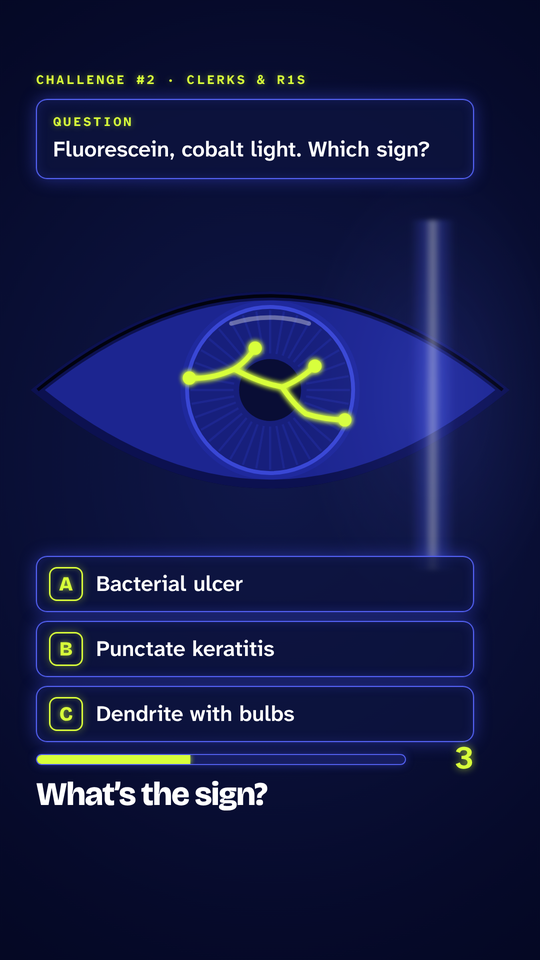 CHALLENGE #2 · CLERKS & R1S
QUESTION
Fluorescein, cobalt light. Which sign?
A Bacterial ulcer
B Punctate keratitis
C Dendrite with bulbs
3
What's the sign?